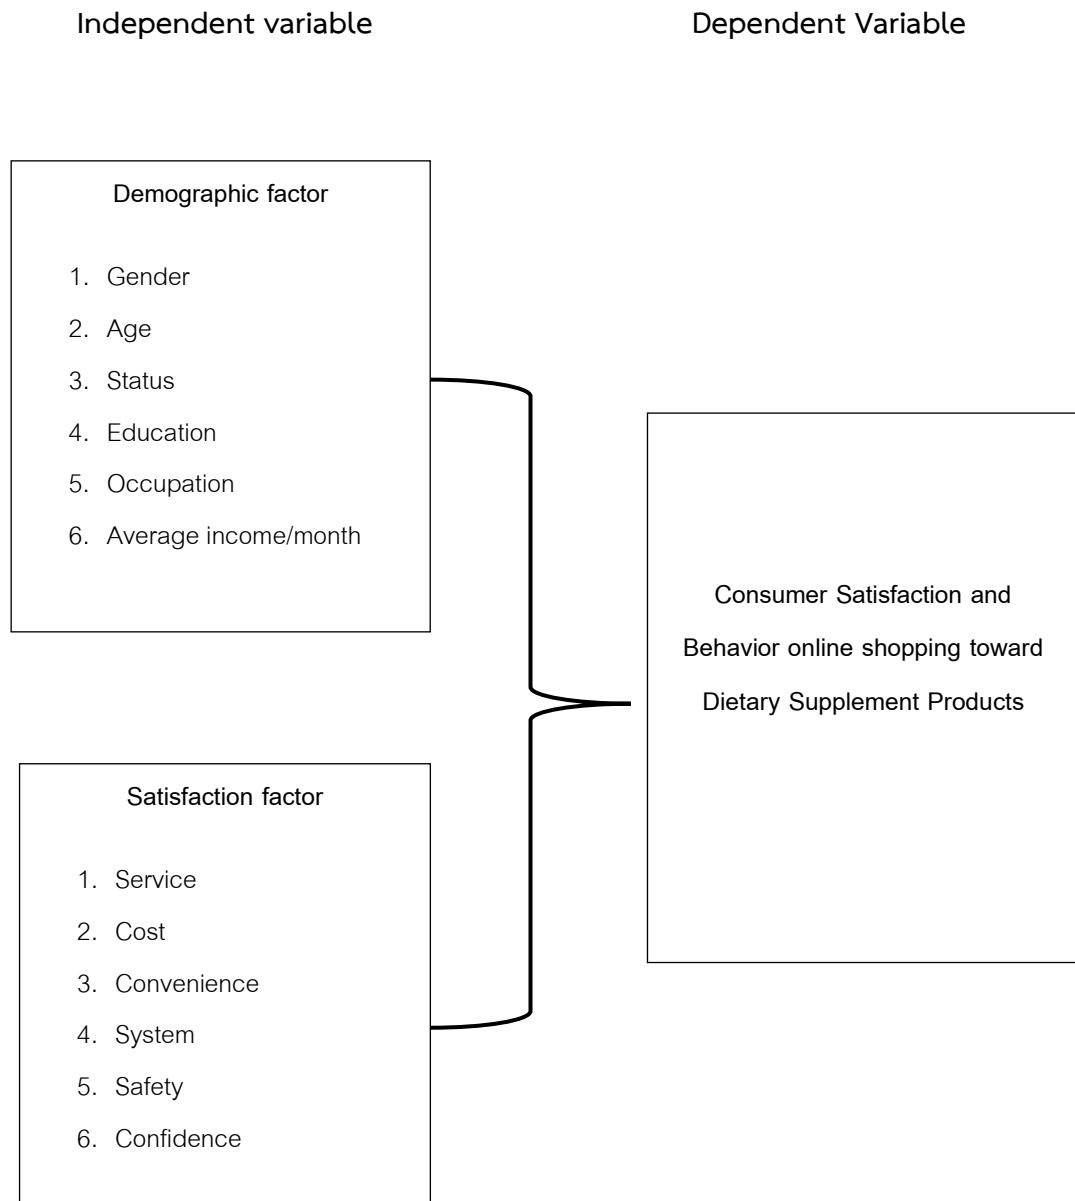 Independent variable
Dependent Variable
Demographic factor
1. Gender
2. Age
3. Status
4. Education
5. Occupation
6. Average income/month
Consumer Satisfaction and
Behavior online shopping toward
Dietary Supplement Products
Satisfaction factor
1. Service
2. Cost
3. Convenience
4. System
5. Safety
6. Confidence